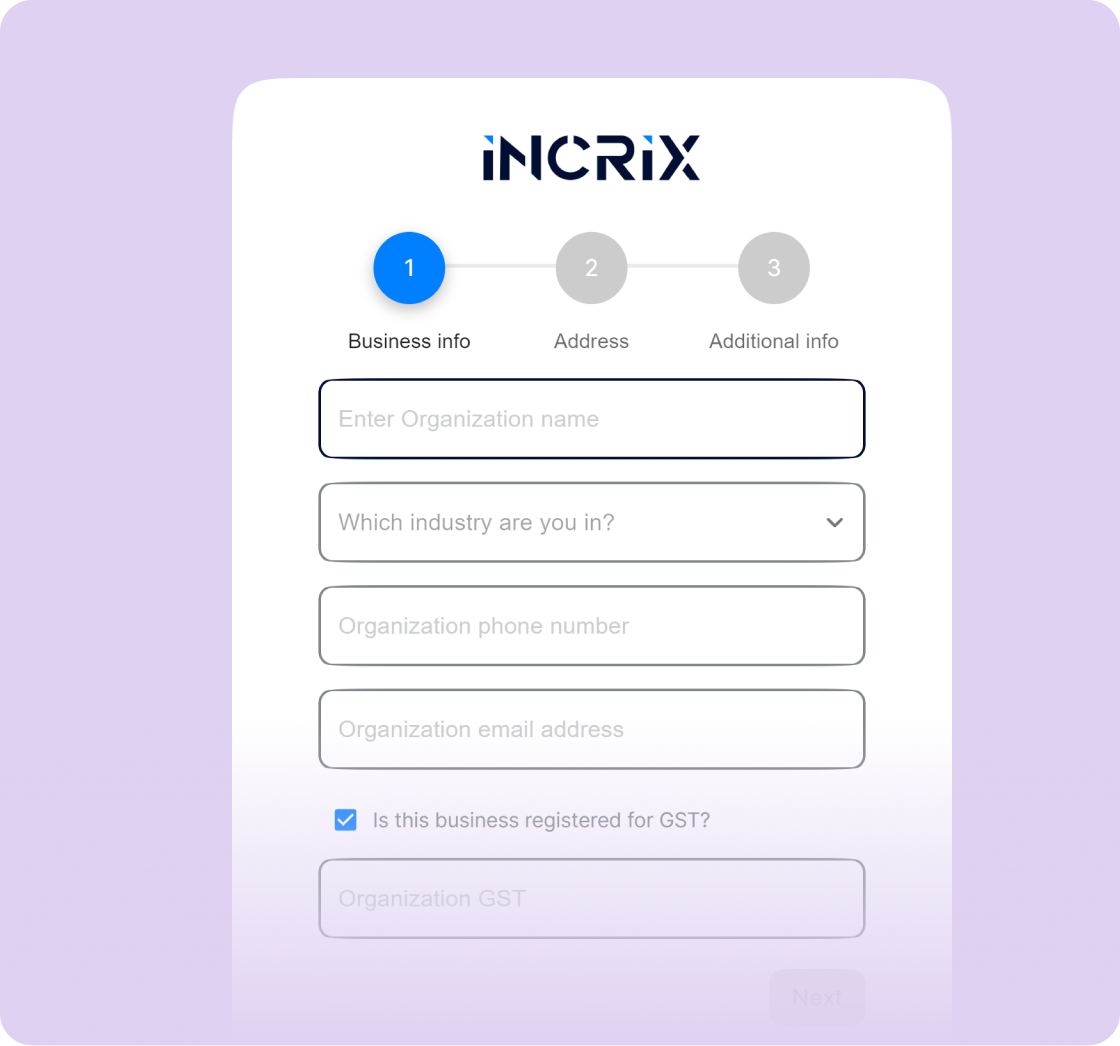 INCRIX
1
2
3
Business info
Address
Additional info
Enter Organization name
Which industry are you in?
Organization phone number
Organization email address
Is this business registered for GST?
Organization GST
Next